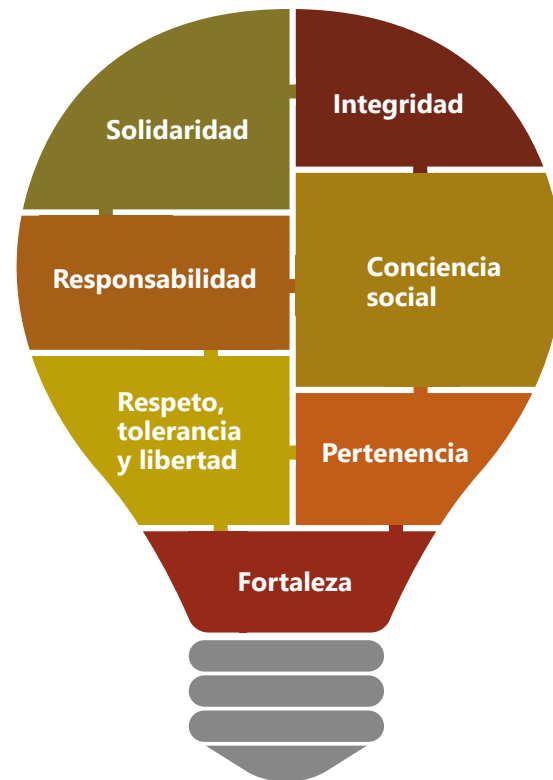 Solidaridad
Integridad
Responsabilidad
Conciencia
social
Respeto,
tolerancia
y libertad
Pertenencia
Fortaleza